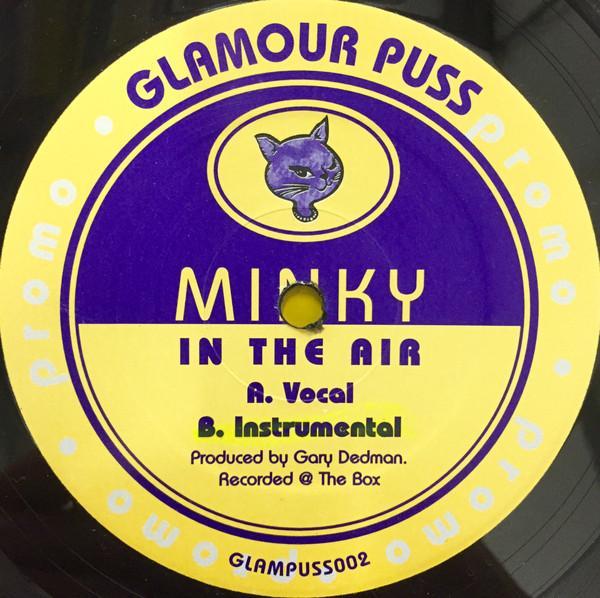 GLAMOUR PUSS
promo • promo • promo • promo •
MINKY
IN THE AIR
A. Vocal
B. Instrumental
Produced by Gary Dedman.
Recorded @ The Box
GLAMPUSS002